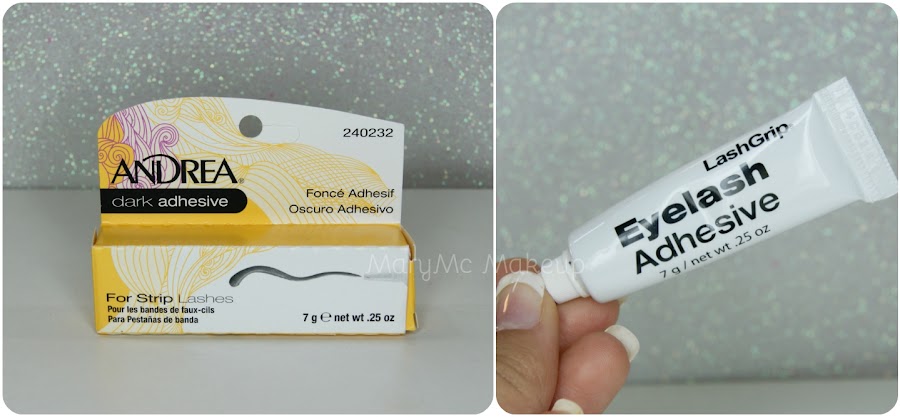 240232
ANDREA®
dark adhesive
Foncé Adhesif
Oscuro Adhesivo
For Strip Lashes
Pour les bandes de faux-cils
Para Pestañas de banda
7 g ℮ net wt .25 oz
MaryMc Makeup
LashGrip
Eyelash
Adhesive
7 g / net wt .25 oz